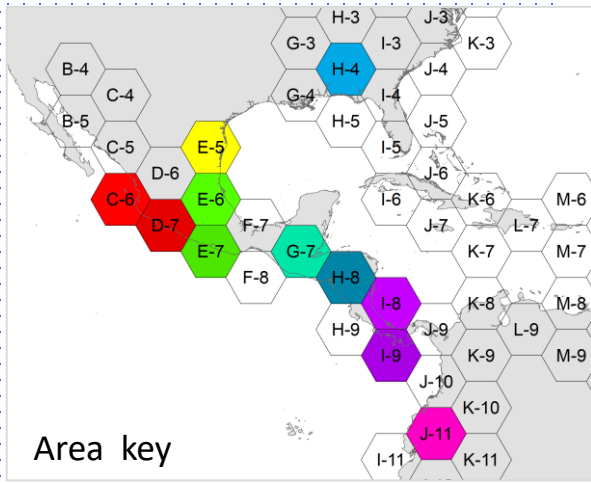 H-3 J-3
G-3 I-3 K-3
B-4 H-4 J-4
C-4 G-4 I-4
B-5 H-5 J-5
C-5 E-5 I-5
D-6 J-6
C-6 E-6 I-6 K-6 M-6
D-7 F-7 J-7 L-7
E-7 G-7 K-7 M-7
F-8 H-8
I-8 K-8 M-8
H-9 J-9 L-9
I-9 K-9 M-9
J-10
K-10
J-11
Area key I-11 K-11